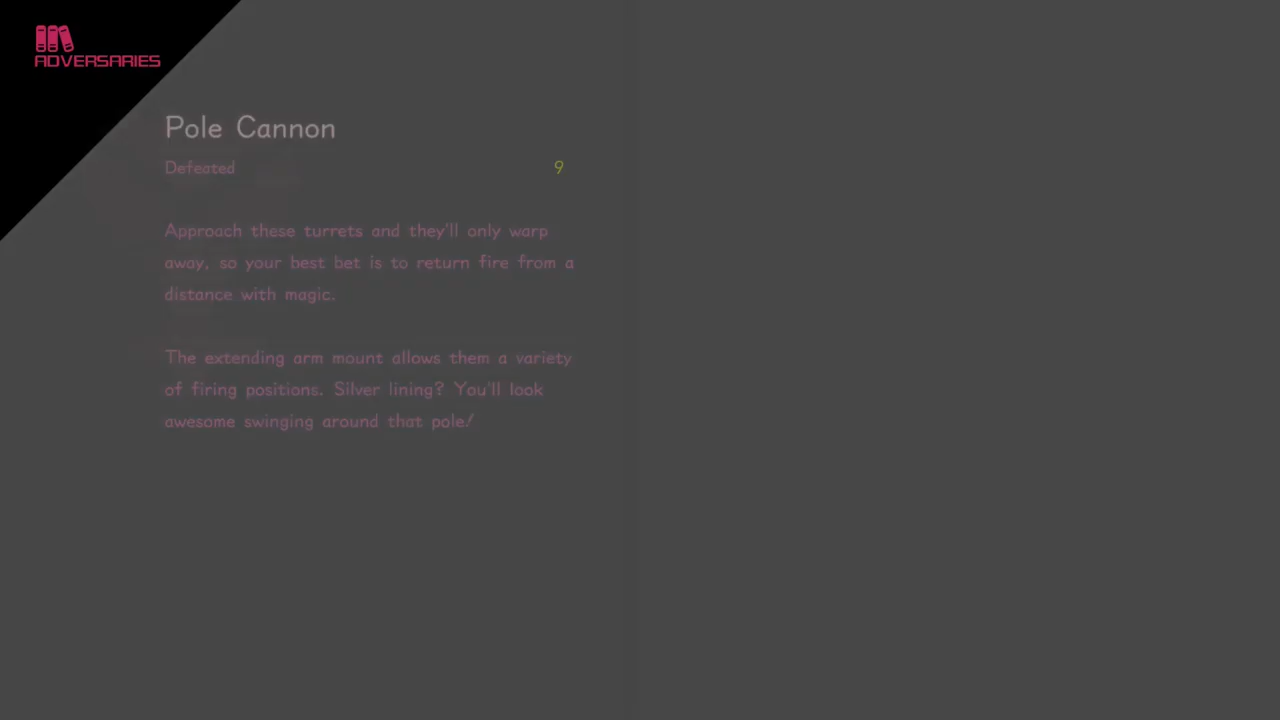 ADVERSARIES
Pole Cannon
Defeated 9
Approach these turrets and they'll only warp
away, so your best bet is to return fire from a
distance with magic.
The extending arm mount allows them a variety
of firing positions. Silver lining? You'll look
awesome swinging around that pole!